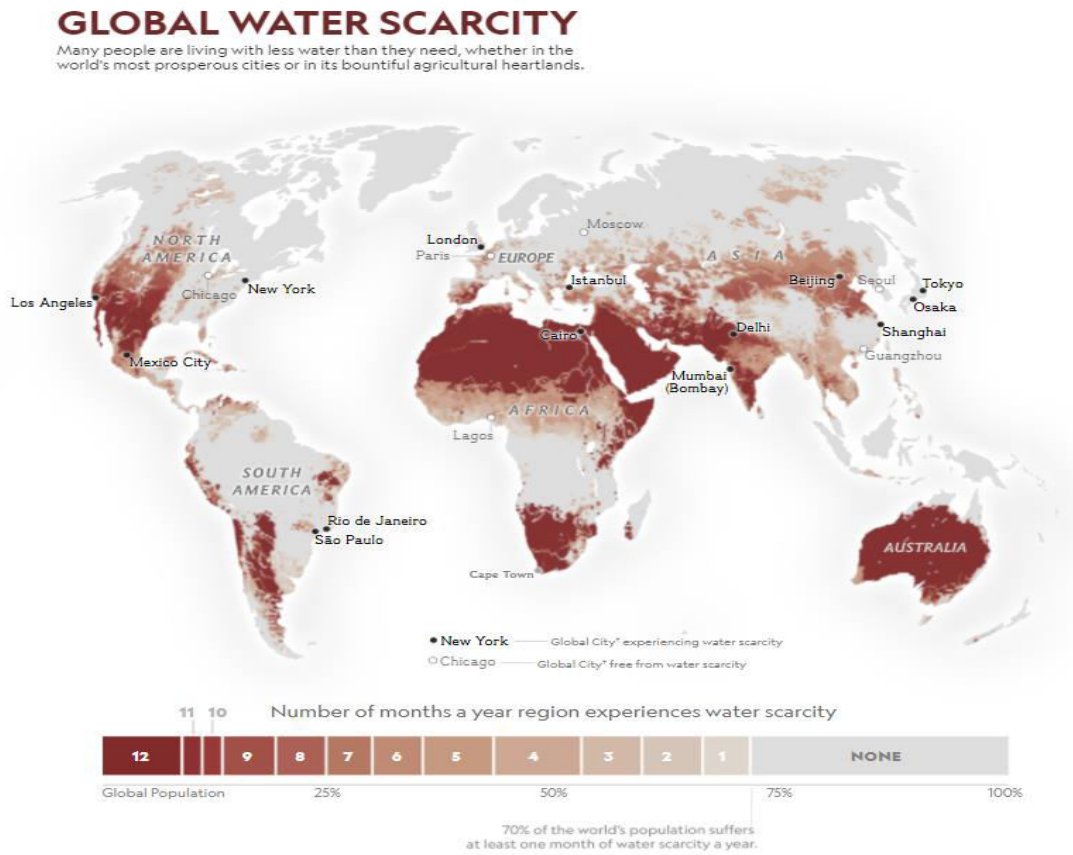 GLOBAL WATER SCARCITY
Many people are living with less water than they need, whether in the
world's most prosperous cities or in its bountiful agricultural heartlands.
NORTH
AMERICA
Los Angeles
Chicago
New York
Mexico City
SOUTH
AMERICA
Rio de Janeiro
São Paulo
London
Paris
EUROPE
Moscow
Istanbul
ASIA
Beijing
Seoul
Tokyo
Osaka
Shanghai
Guangzhou
Delhi
Mumbai
(Bombay)
Cairo
AFRICA
Lagos
Cape Town
AUSTRALIA
New York Global City* experiencing water scarcity
Chicago Global City* free from water scarcity
11 10 Number of months a year region experiences water scarcity
12 9 8 7 6 5 4 3 2 1 NONE
Global Population 25% 50% 75% 100%
70% of the world's population suffers
at least one month of water scarcity a year.